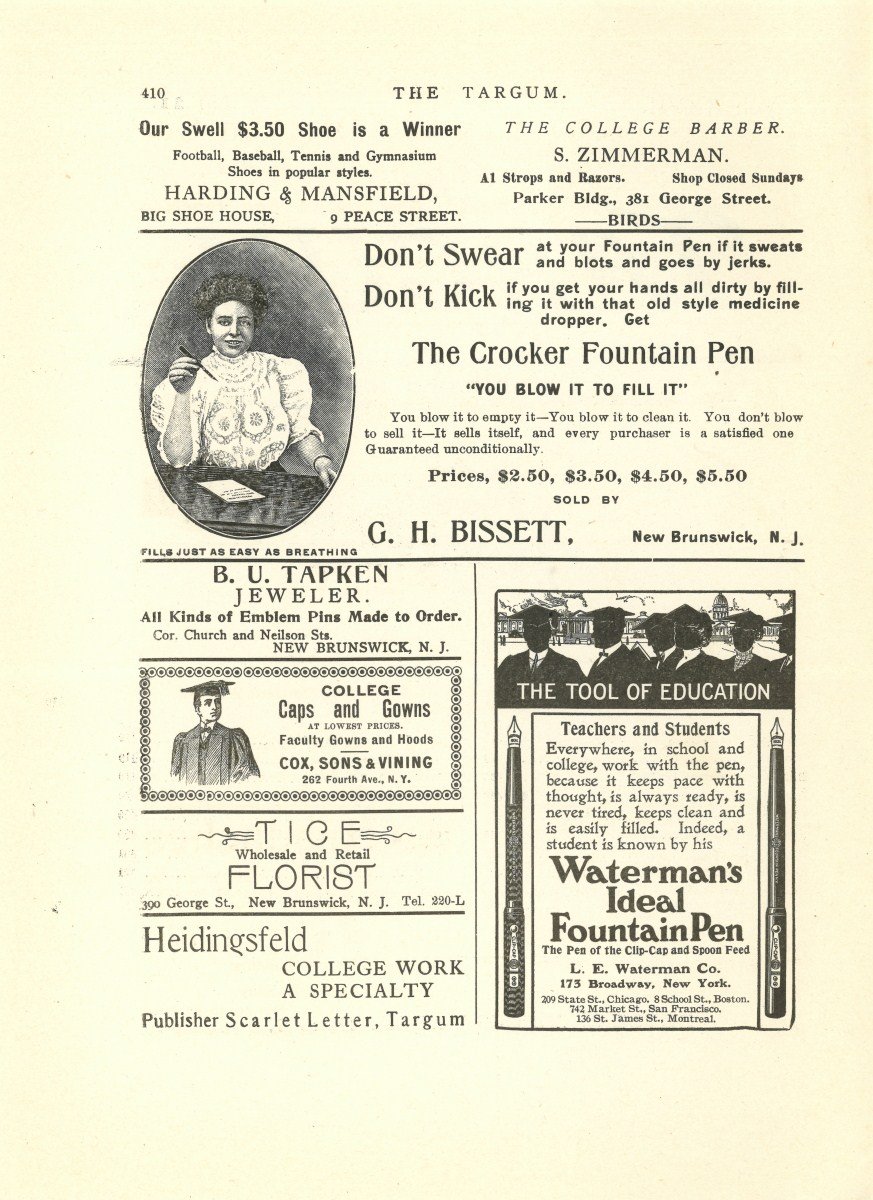 410
THE TARGUM.
Our Swell $3.50 Shoe is a Winner
Football, Baseball, Tennis and Gymnasium
Shoes in popular styles.
HARDING & MANSFIELD,
BIG SHOE HOUSE, 9 PEACE STREET.
THE COLLEGE BARBER.
S. ZIMMERMAN.
A1 Strops and Razors. Shop Closed Sundays
Parker Bldg., 381 George Street.
——BIRDS——
Don't Swear at your Fountain Pen if it sweats
and blots and goes by jerks.
Don't Kick if you get your hands all dirty by fill-
ing it with that old style medicine
dropper. Get
The Crocker Fountain Pen
"YOU BLOW IT TO FILL IT"
You blow it to empty it—You blow it to clean it. You don't blow
to sell it—It sells itself, and every purchaser is a satisfied one
Guaranteed unconditionally.
Prices, $2.50, $3.50, $4.50, $5.50
SOLD BY
G. H. BISSETT, New Brunswick, N. J.
FILLS JUST AS EASY AS BREATHING
B. U. TAPKEN
JEWELER.
All Kinds of Emblem Pins Made to Order.
Cor. Church and Neilson Sts.
NEW BRUNSWICK, N. J.
COLLEGE
Caps and Gowns
AT LOWEST PRICES.
Faculty Gowns and Hoods
COX, SONS & VINING
262 Fourth Ave., N. Y.
TICE
Wholesale and Retail
FLORIST
390 George St., New Brunswick, N. J. Tel. 220-L
Heidingsfeld
COLLEGE WORK
A SPECIALTY
Publisher Scarlet Letter, Targum
THE TOOL OF EDUCATION
Teachers and Students
Everywhere, in school and
college, work with the pen,
because it keeps pace with
thought, is always ready, is
never tired, keeps clean and
is easily filled. Indeed, a
student is known by his
Waterman's
Ideal
Fountain Pen
The Pen of the Clip-Cap and Spoon Feed
L. E. Waterman Co.
173 Broadway, New York.
209 State St., Chicago. 8 School St., Boston.
742 Market St., San Francisco.
136 St. James St., Montreal.